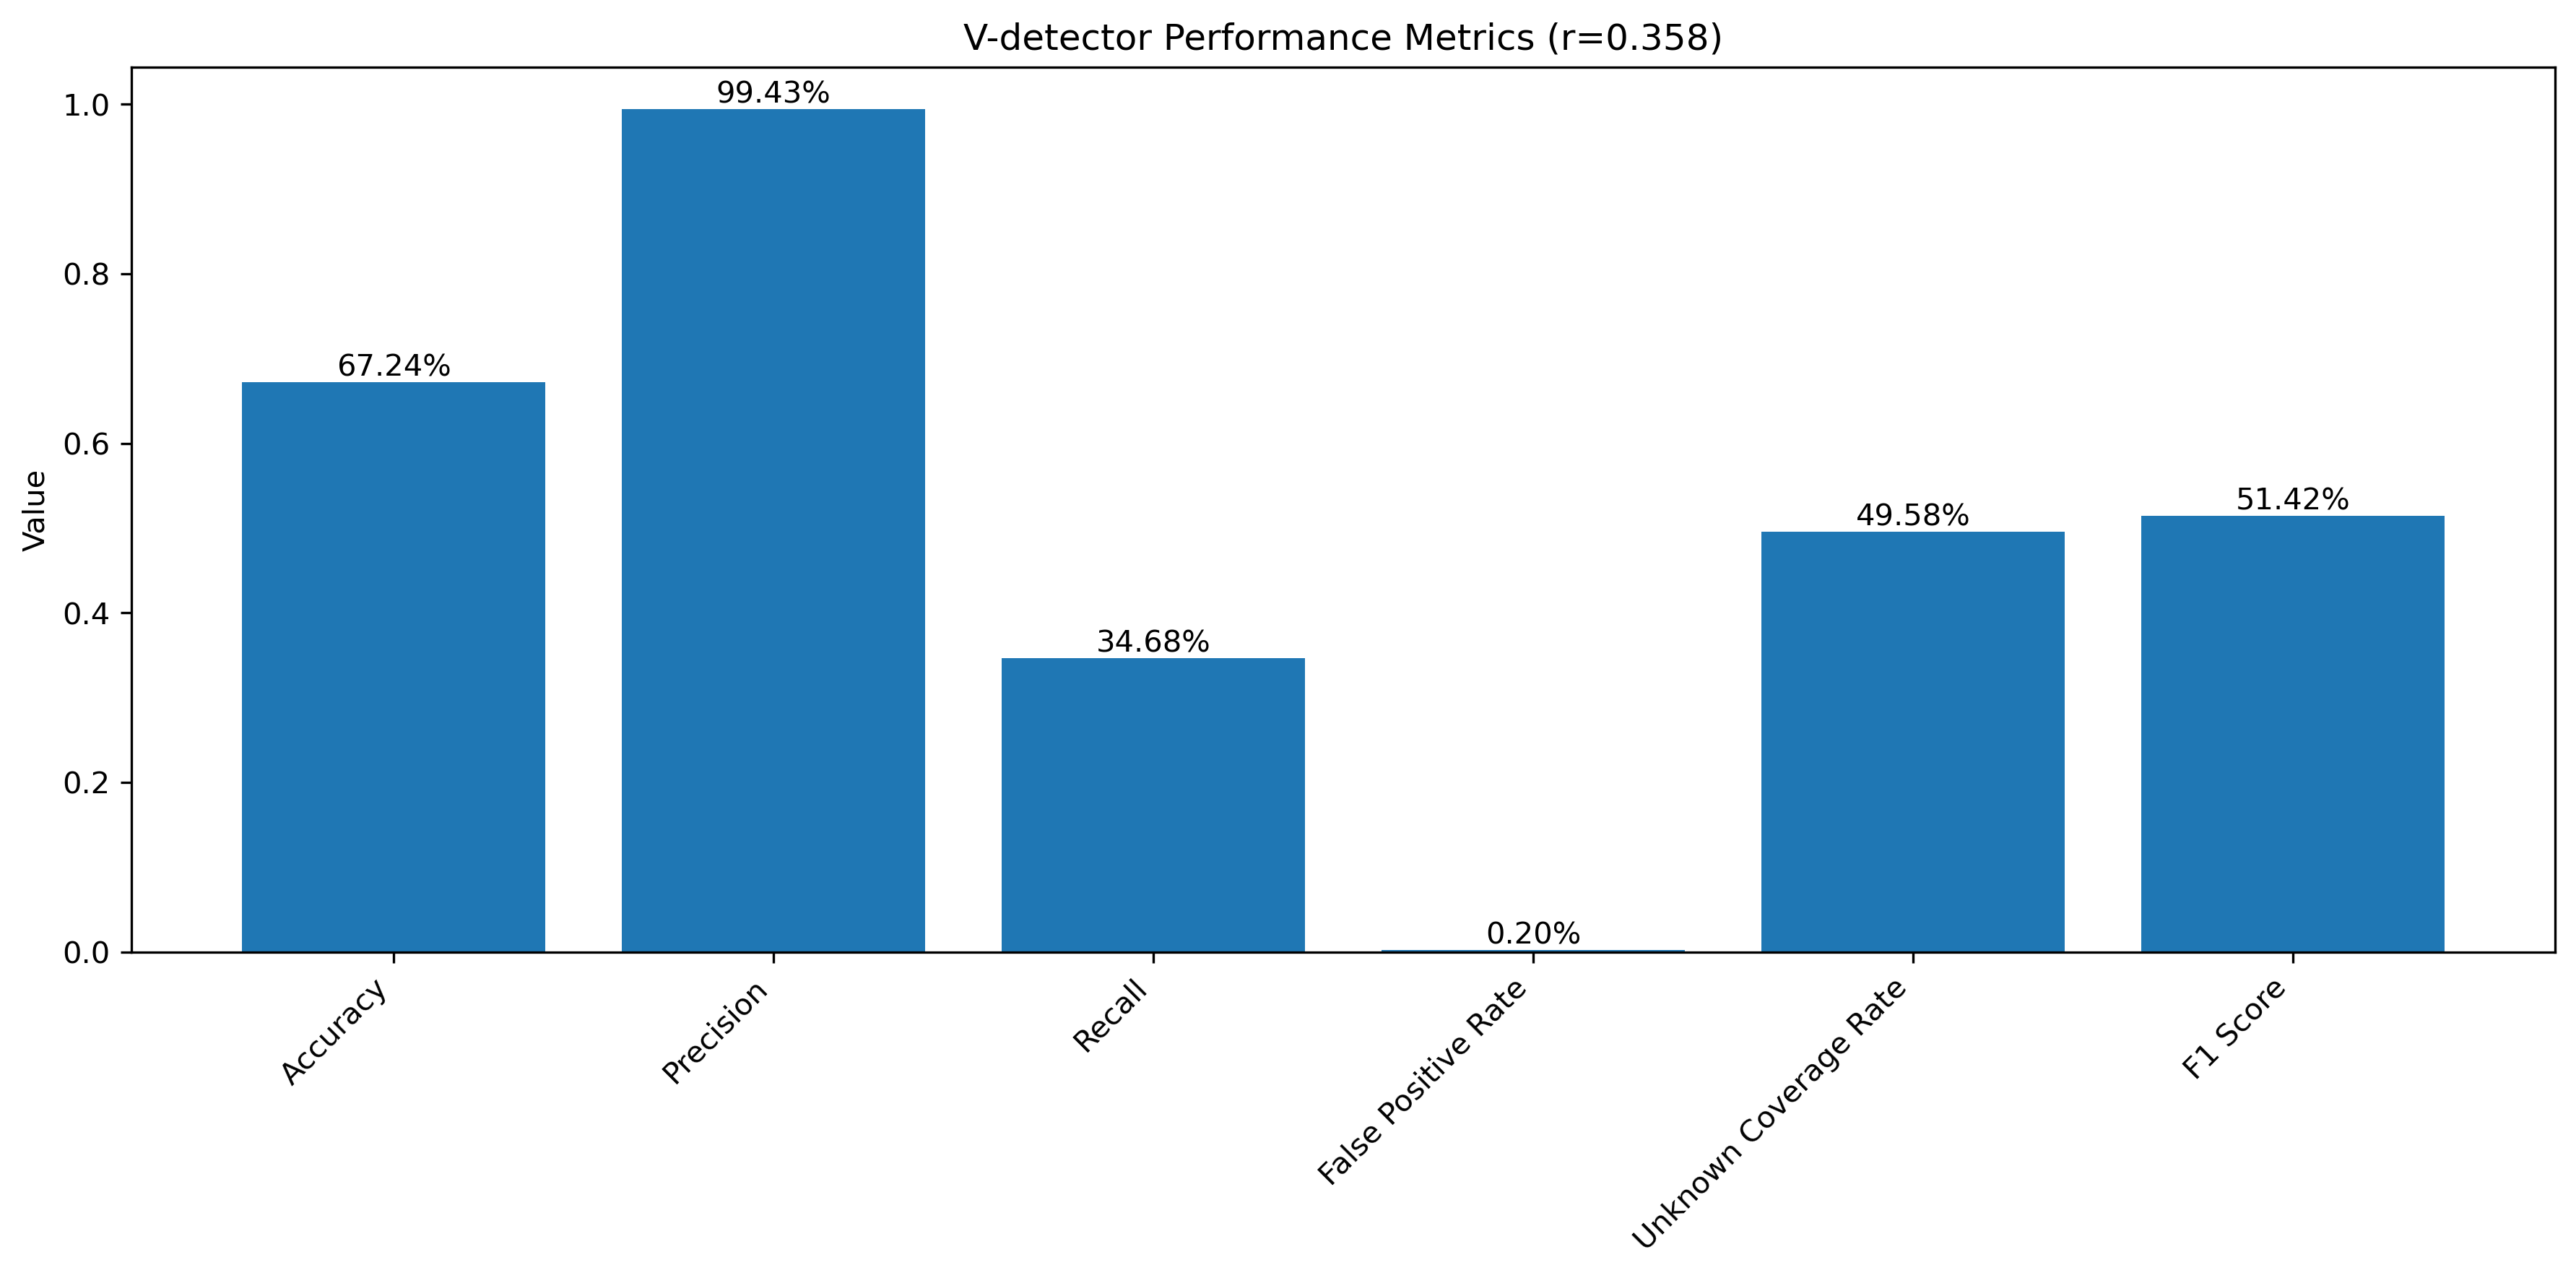 V-detector Performance Metrics (r=0.358)
Value
1.0
0.8
0.6
0.4
0.2
0.0
67.24%
99.43%
34.68%
0.20%
49.58%
51.42%
Accuracy
Precision
Recall
False Positive Rate
Unknown Coverage Rate
F1 Score